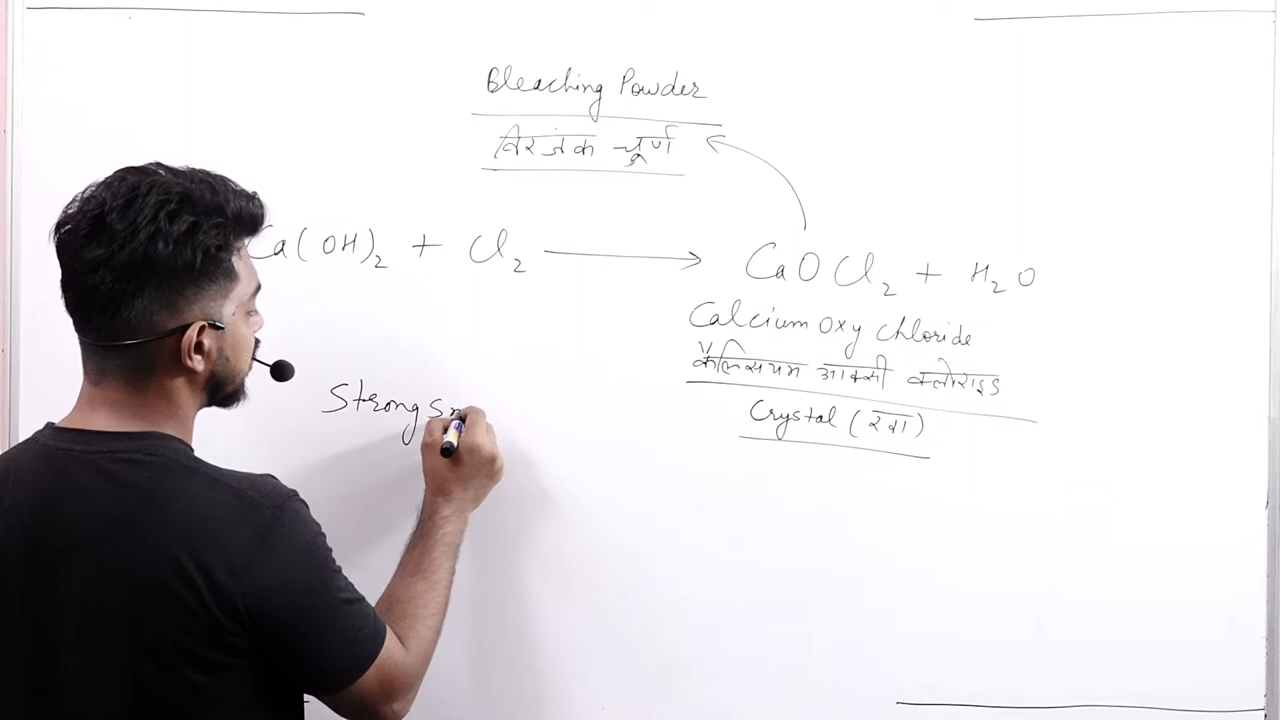 Bleaching Powder
विरंजक चूर्ण
Ca(OH)₂ + Cl₂ → CaOCl₂ + H₂O
Calcium oxy chloride
कैल्सियम आक्सी क्लोराइड
Strong
Crystal (रवा)